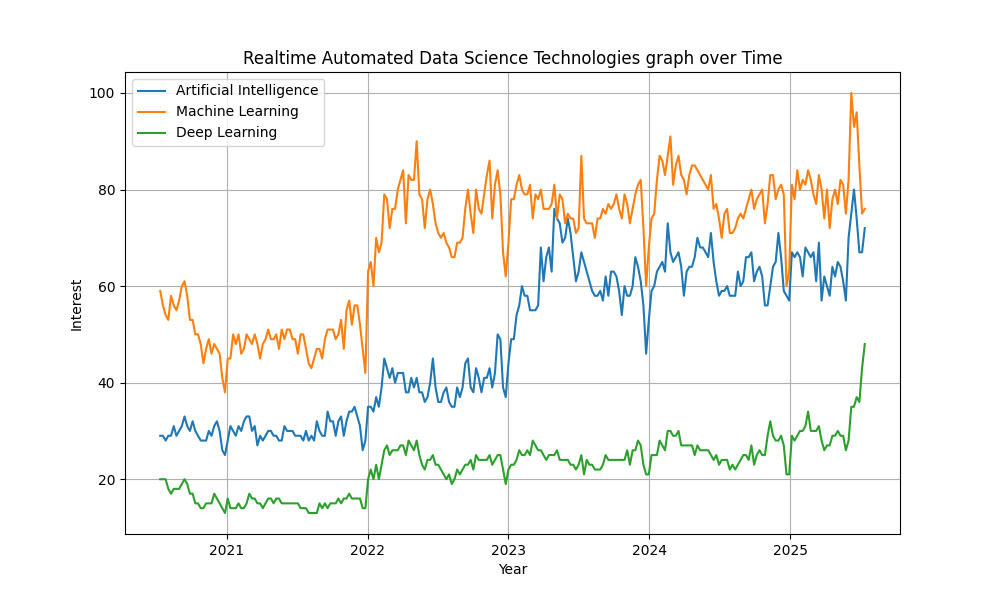 Realtime Automated Data Science Technologies graph over Time
Artificial Intelligence
Machine Learning
Deep Learning
100
80
60
40
20
Interest
2021 2022 2023 2024 2025
Year